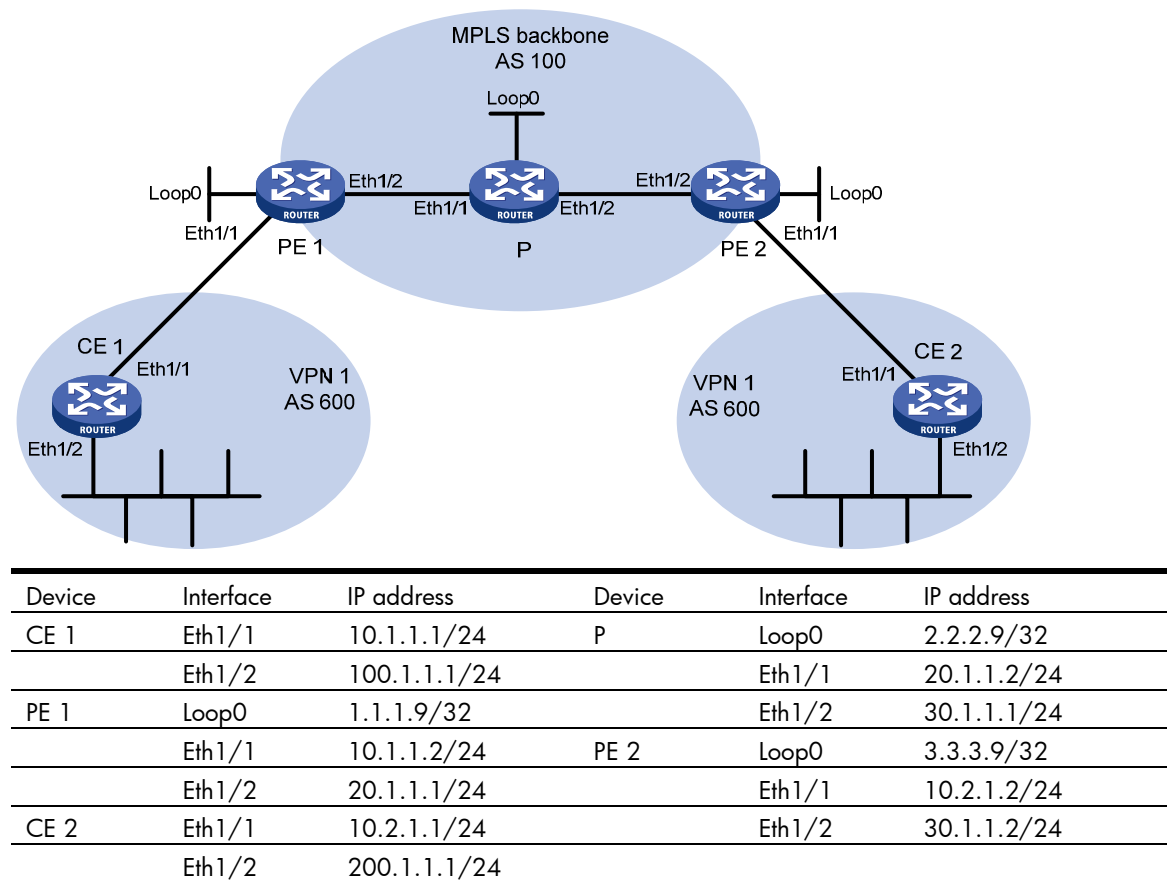 MPLS backbone
AS 100
Loop0
Loop0
Eth1/2
Eth1/2
Loop0
Eth1/1
Eth1/2
ROUTER
ROUTER
ROUTER
Eth1/1
Eth1/1
PE 1
P
PE 2
CE 1
CE 2
Eth1/1
Eth1/1
VPN 1
AS 600
VPN 1
AS 600
ROUTER
ROUTER
Eth1/2
Eth1/2
Device Interface IP address Device Interface IP address
CE 1 Eth1/1 10.1.1.1/24 P Loop0 2.2.2.9/32
Eth1/2 100.1.1.1/24 Eth1/1 20.1.1.2/24
PE 1 Loop0 1.1.1.9/32 Eth1/2 30.1.1.1/24
Eth1/1 10.1.1.2/24 PE 2 Loop0 3.3.3.9/32
Eth1/2 20.1.1.1/24 Eth1/1 10.2.1.2/24
CE 2 Eth1/1 10.2.1.1/24 Eth1/2 30.1.1.2/24
Eth1/2 200.1.1.1/24